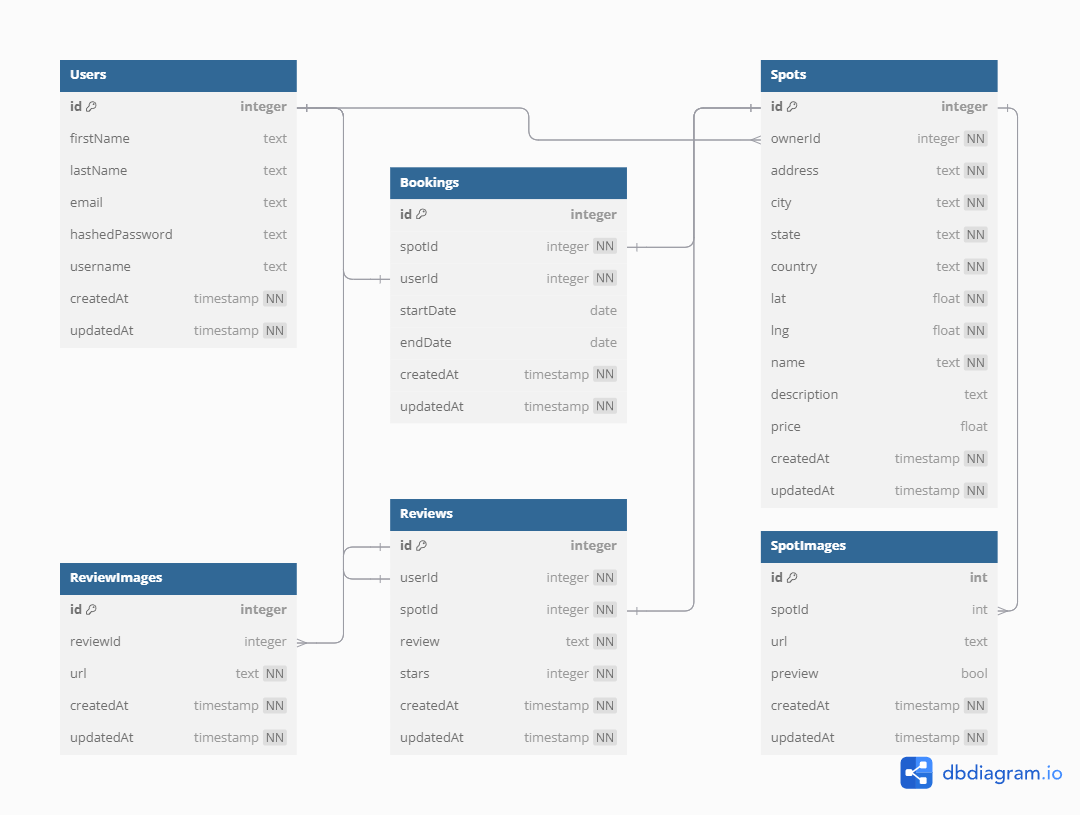 Users
id integer
firstName text
lastName text
email text
hashedPassword text
username text
createdAt timestamp NN
updatedAt timestamp NN
Bookings
id integer
spotId integer NN
userId integer NN
startDate date
endDate date
createdAt timestamp NN
updatedAt timestamp NN
Spots
id integer
ownerId integer NN
address text NN
city text NN
state text NN
country text NN
lat float NN
lng float NN
name text NN
description text
price float
createdAt timestamp NN
updatedAt timestamp NN
ReviewImages
id integer
reviewId integer
url text NN
createdAt timestamp NN
updatedAt timestamp NN
Reviews
id integer
userId integer NN
spotId integer NN
review text NN
stars integer NN
createdAt timestamp NN
updatedAt timestamp NN
SpotImages
id int
spotId int
url text
preview bool
createdAt timestamp NN
updatedAt timestamp NN
dbdiagram.io